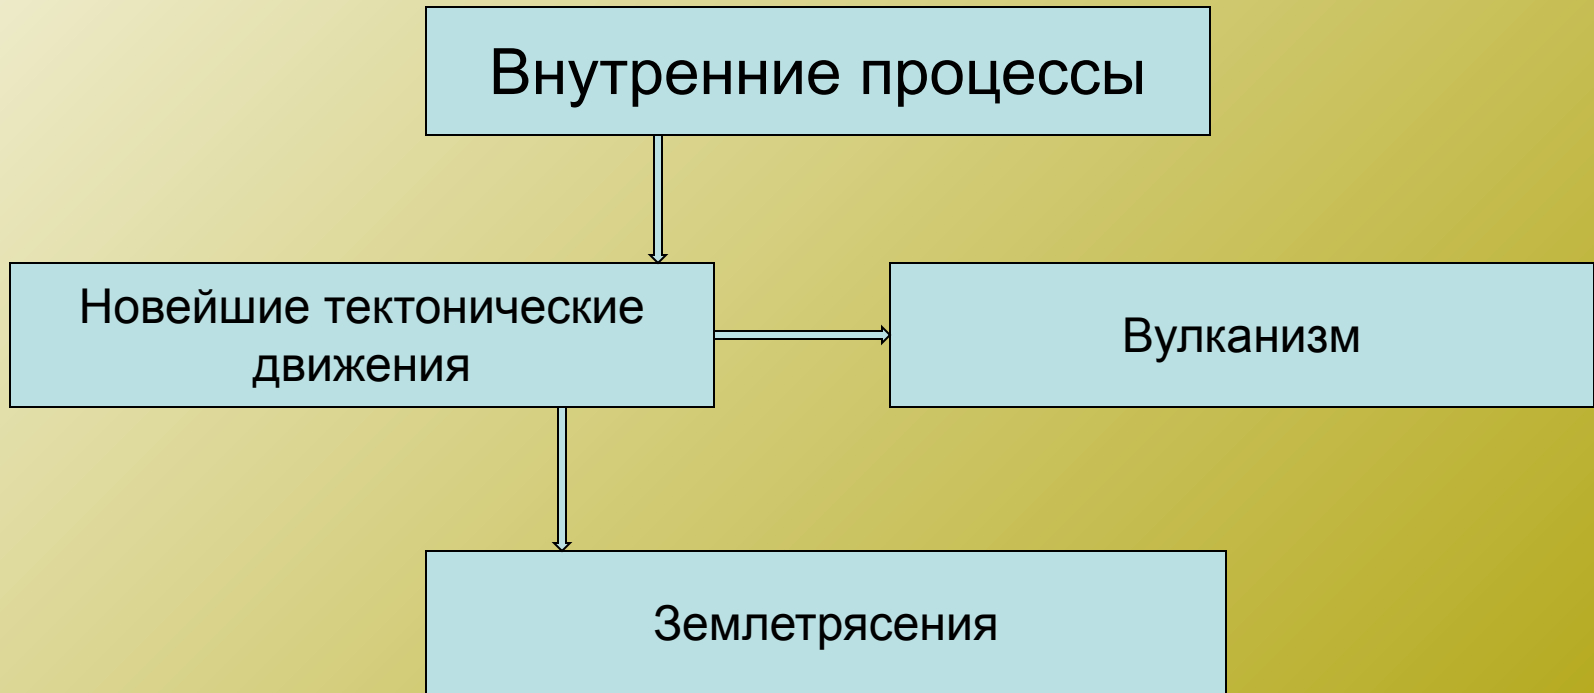 Внутренние процессы
Новейшие тектонические
движения
Вулканизм
Землетрясения